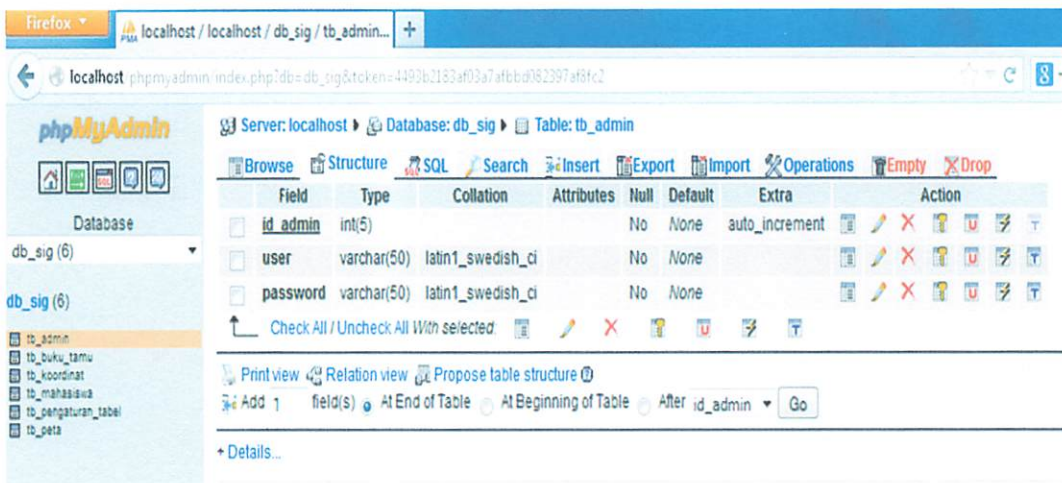 Firefox
localhost / localhost / db_sig / tb_admin... +
localhost/phpmyadmin/index.php?db=db_sig&token=4493b2183af03a7afbbd082397af8fc2
phpMyAdmin
Server: localhost Database: db_sig Table: tb_admin
Browse Structure SQL Search Insert Export Import Operations Empty Drop
Field Type Collation Attributes Null Default Extra Action
id_admin int(5) No None auto_increment
user varchar(50) latin1_swedish_ci No None
password varchar(50) latin1_swedish_ci No None
Check All / Uncheck All With selected:
Print view Relation view Propose table structure
Add 1 field(s) At End of Table At Beginning of Table After id_admin Go
+ Details...
Database
db_sig (6)
db_sig (6)
tb_admin
tb_buku_tamu
tb_koordinat
tb_mahasiswa
tb_pengaturan_tabel
tb_peta